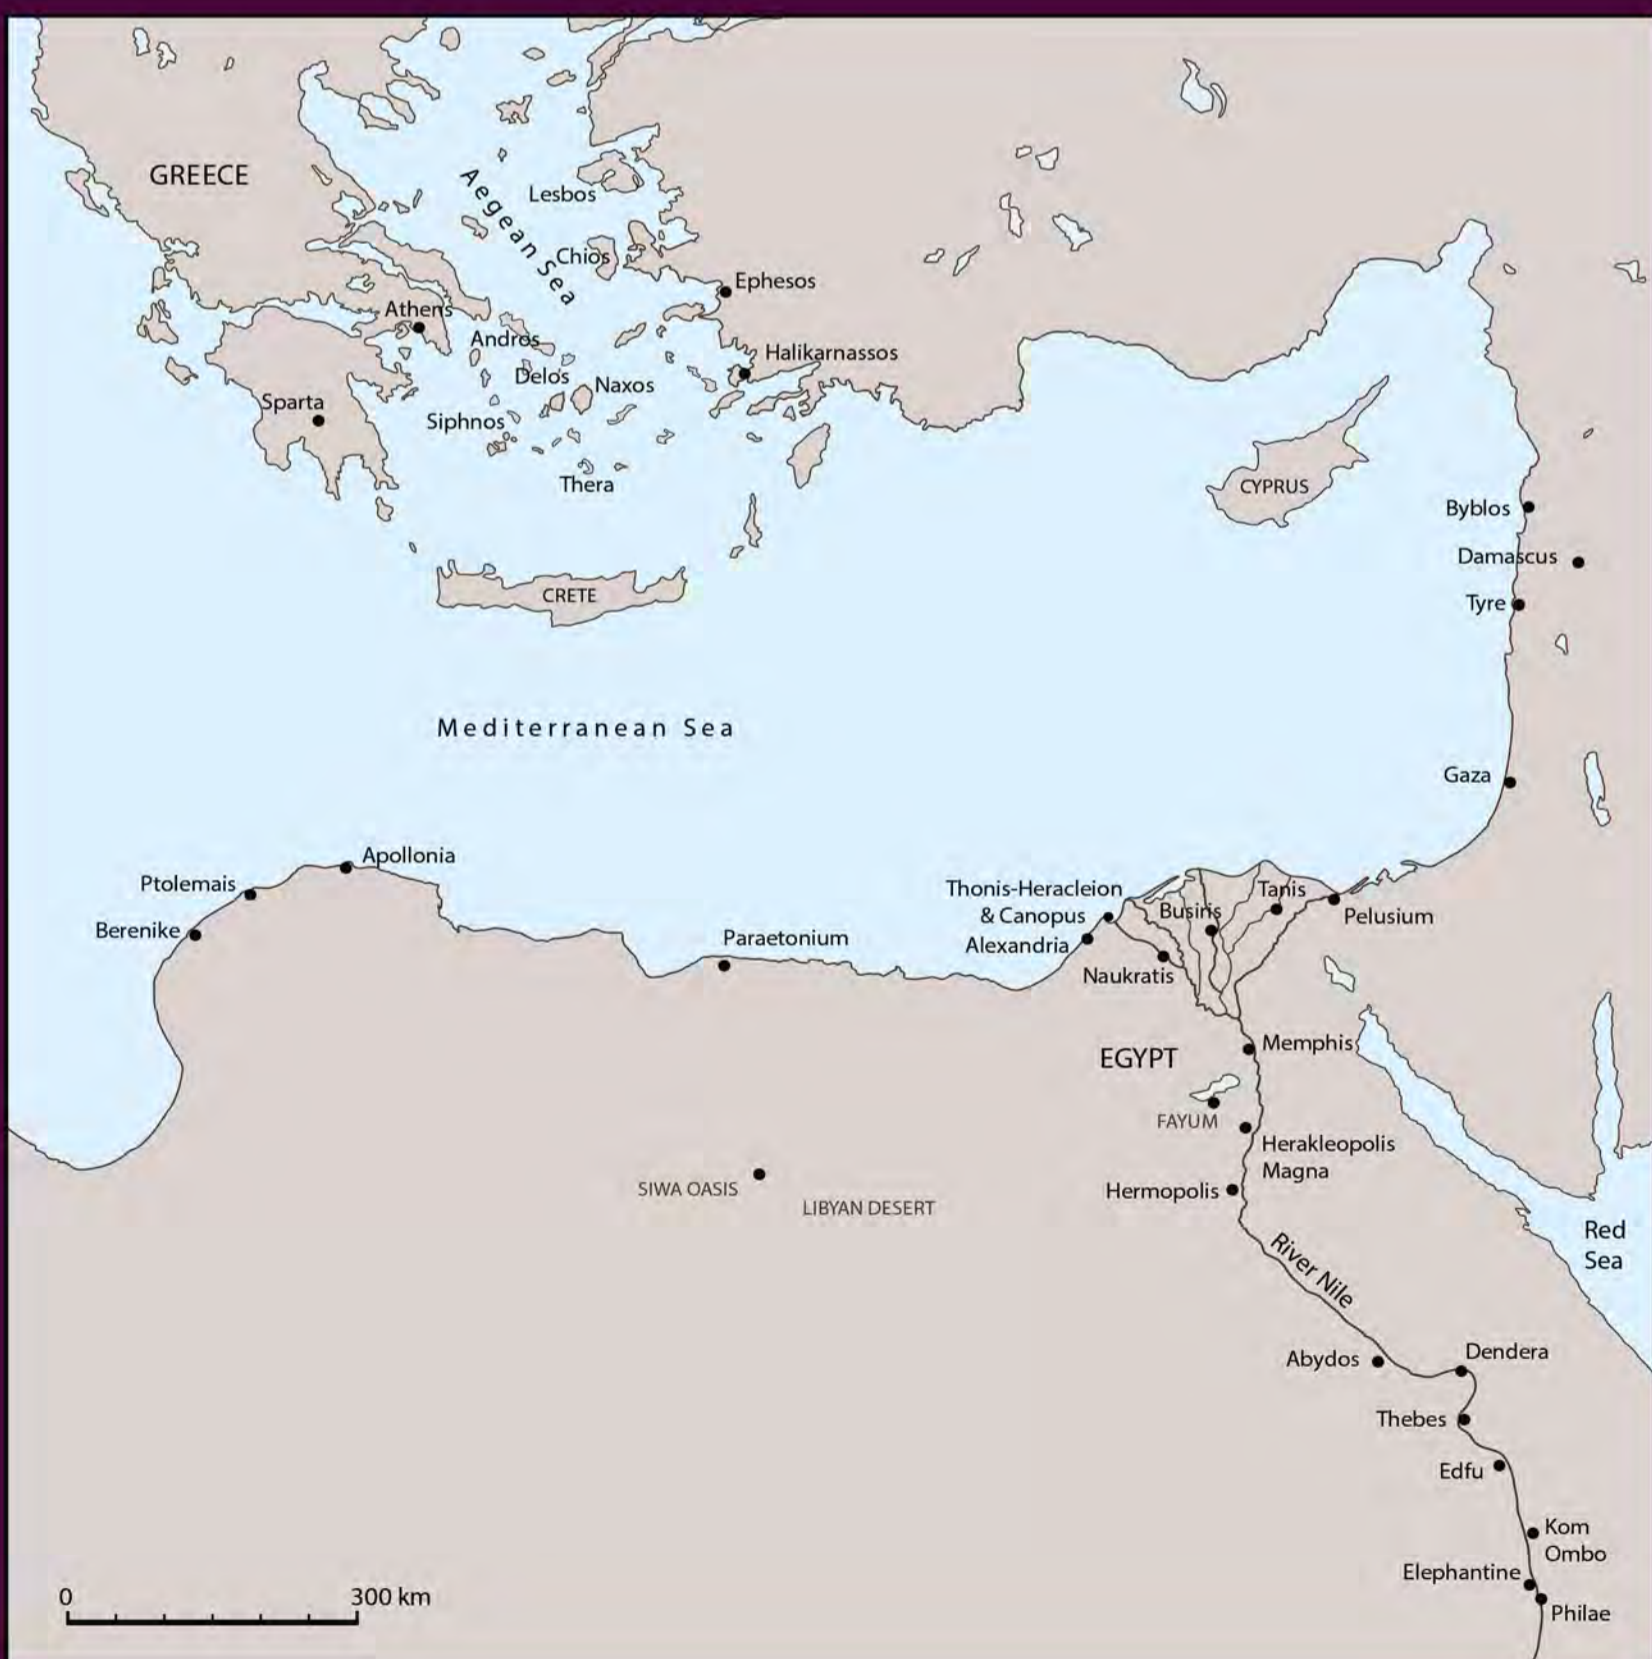 GREECE
Aegean Sea
Lesbos
Chios
Ephesos
Athens
Andros
Halikarnassos
Delos
Naxos
Sparta
Siphnos
Thera
CYPRUS
Byblos
Damascus
CRETE
Tyre
Mediterranean Sea
Gaza
Apollonia
Ptolemais
Berenike
Paraetonium
Thonis-Heracleion
& Canopus
Alexandria
Busiris
Tanis
Pelusium
Naukratis
EGYPT
Memphis
FAYUM
Herakleopolis
Magna
SIWA OASIS
LIBYAN DESERT
Hermopolis
River Nile
Red
Sea
Abydos
Dendera
Thebes
Edfu
Kom
Ombo
Elephantine
Philae
0 300 km